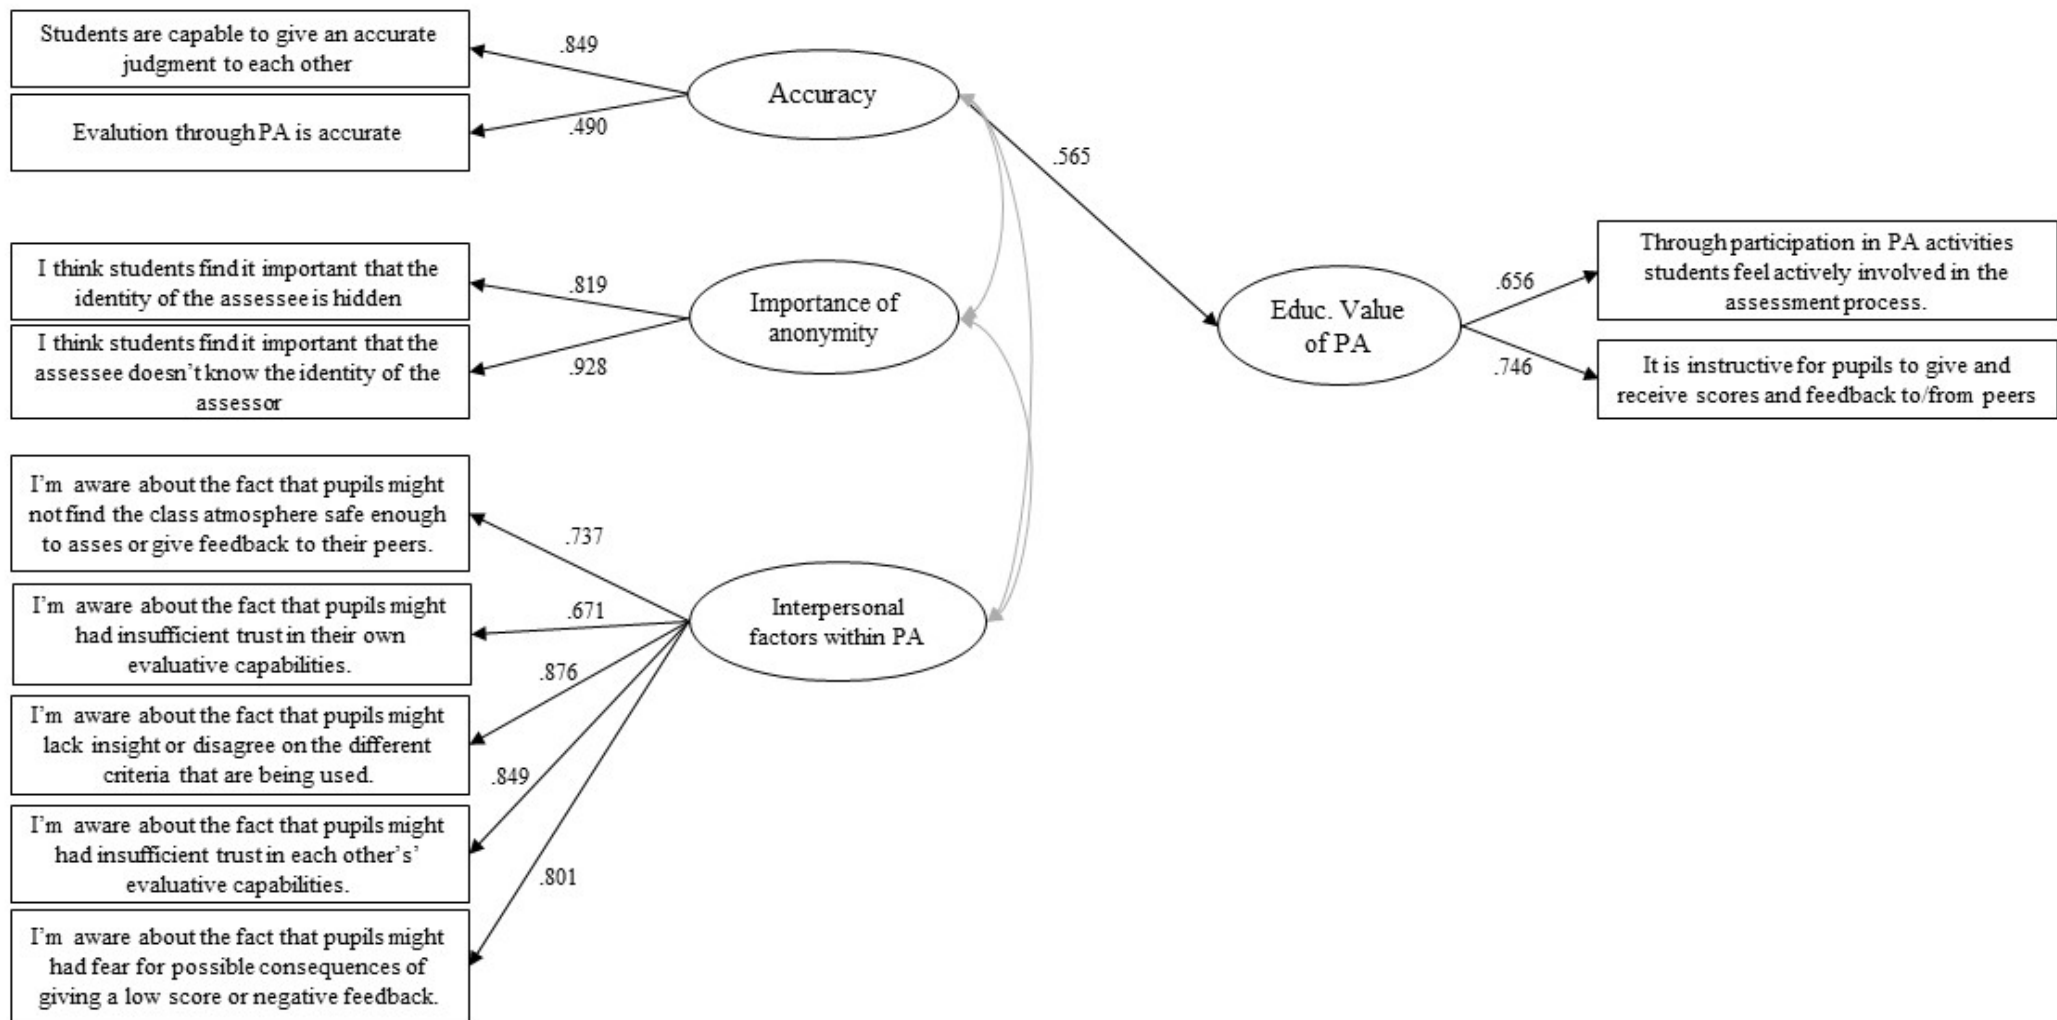 Students are capable to give an accurate
judgment to each other
.849
Accuracy
Evalution through PA is accurate
.490
.565
I think students find it important that the
identity of the assessee is hidden
.819
Importance of
anonymity
I think students find it important that the
assessee doesn't know the identity of the
assessor
.928
Educ. Value
of PA
.656
Through participation in PA activities
students feel actively involved in the
assessment process.
.746
It is instructive for pupils to give and
receive scores and feedback to/from peers
I'm aware about the fact that pupils might
not find the class atmosphere safe enough
to asses or give feedback to their peers.
.737
Interpersonal
factors within PA
I'm aware about the fact that pupils might
had insufficient trust in their own
evaluative capabilities.
.671
I'm aware about the fact that pupils might
lack insight or disagree on the different
criteria that are being used.
.876
I'm aware about the fact that pupils might
had insufficient trust in each other's'
evaluative capabilities.
.849
I'm aware about the fact that pupils might
had fear for possible consequences of
giving a low score or negative feedback.
.801